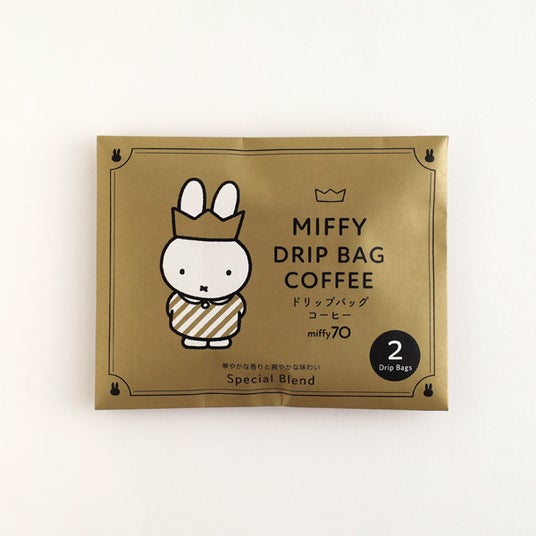 MIFFY
DRIP BAG
COFFEE
ドリップバッグ
コーヒー
miffy70
2
Drip Bags
華やかな香りと爽やかな味わい
Special Blend